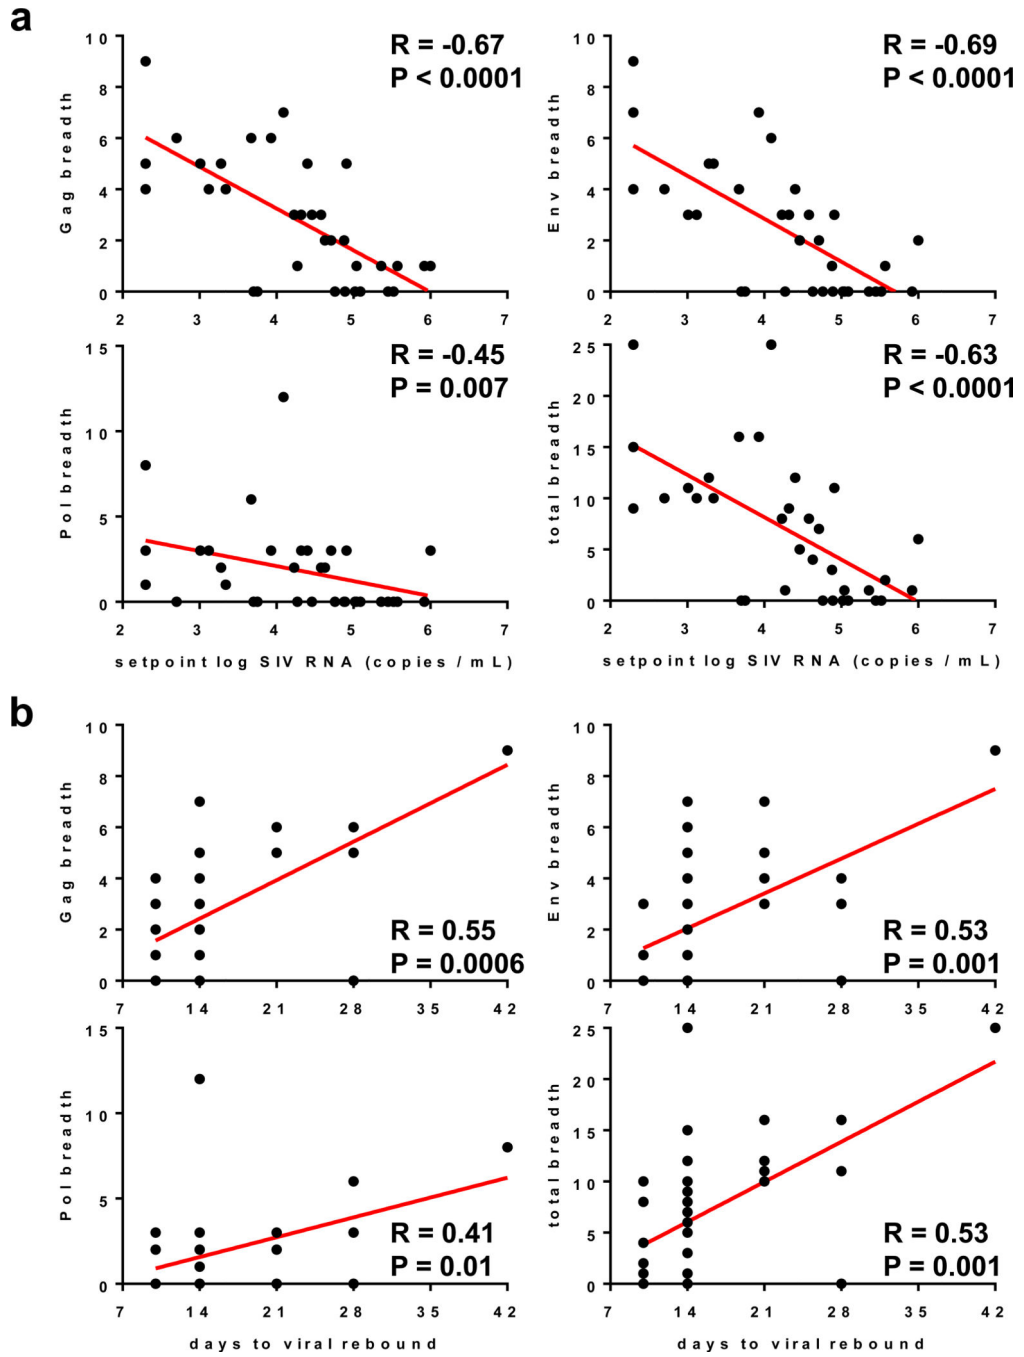 a
R = -0.67
P < 0.0001
Gag breadth
10
8
6
4
2
0
2 3 4 5 6 7
R = -0.69
P < 0.0001
Env breadth
10
8
6
4
2
0
2 3 4 5 6 7
R = -0.45
P = 0.007
Pol breadth
15
10
5
0
2 3 4 5 6 7
setpoint log SIV RNA (copies / mL)
R = -0.63
P < 0.0001
total breadth
25
20
15
10
5
0
2 3 4 5 6 7
setpoint log SIV RNA (copies / mL)
b
Gag breadth
10
8
6
4
2
0
R = 0.55
P = 0.0006
7 14 21 28 35 42
Env breadth
10
8
6
4
2
0
R = 0.53
P = 0.001
7 14 21 28 35 42
Pol breadth
15
10
5
0
R = 0.41
P = 0.01
7 14 21 28 35 42
days to viral rebound
total breadth
25
20
15
10
5
0
R = 0.53
P = 0.001
7 14 21 28 35 42
days to viral rebound